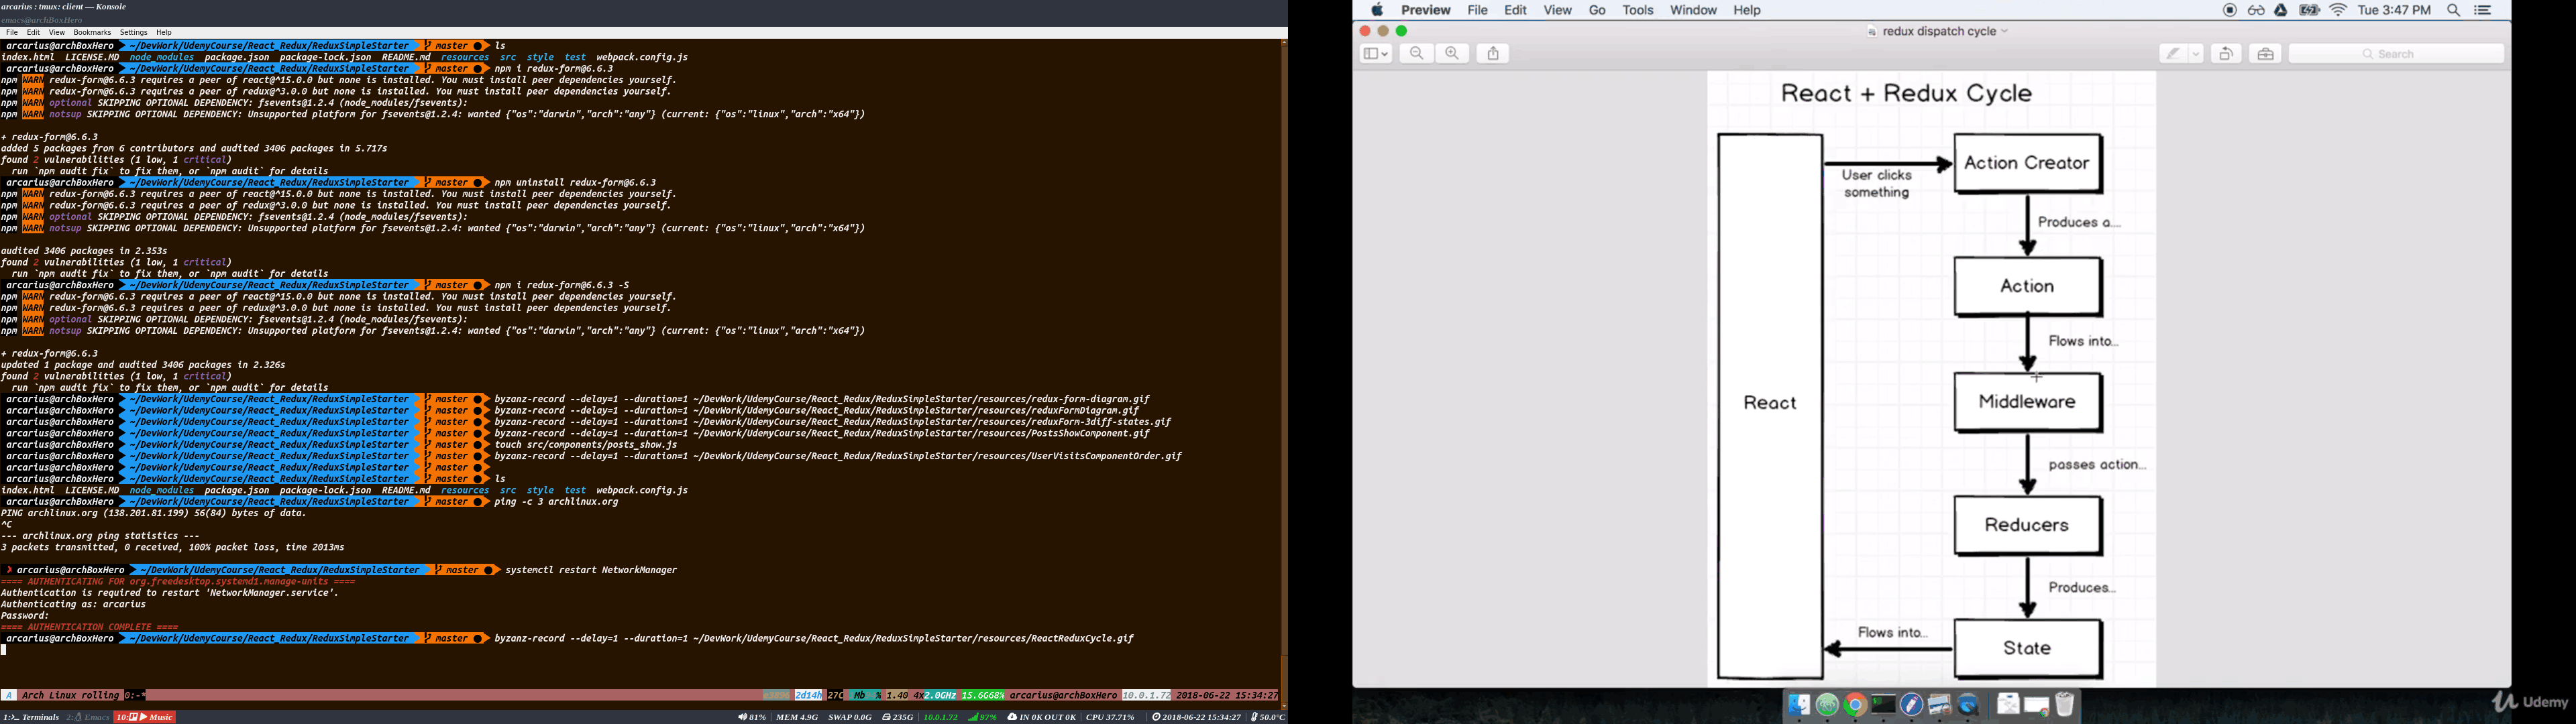 arcarius : tmux: client — Konsole
emacs@archBoxHero
File Edit View Bookmarks Settings Help
arcarius@archBoxHero ~/DevWork/UdemyCourse/React_Redux/ReduxSimpleStarter master ● ls
index.html LICENSE.MD node_modules package.json package-lock.json README.md resources src style test webpack.config.js
arcarius@archBoxHero ~/DevWork/UdemyCourse/React_Redux/ReduxSimpleStarter master ● npm i redux-form@6.6.3
npm WARN redux-form@6.6.3 requires a peer of react@^15.0.0 but none is installed. You must install peer dependencies yourself.
npm WARN redux-form@6.6.3 requires a peer of redux@^3.0.0 but none is installed. You must install peer dependencies yourself.
npm WARN optional SKIPPING OPTIONAL DEPENDENCY: fsevents@1.2.4 (node_modules/fsevents):
npm WARN notsup SKIPPING OPTIONAL DEPENDENCY: Unsupported platform for fsevents@1.2.4: wanted {"os":"darwin","arch":"any"} (current: {"os":"linux","arch":"x64"})
+ redux-form@6.6.3
added 5 packages from 6 contributors and audited 3406 packages in 5.717s
found 2 vulnerabilities (1 low, 1 critical)
run `npm audit fix` to fix them, or `npm audit` for details
arcarius@archBoxHero ~/DevWork/UdemyCourse/React_Redux/ReduxSimpleStarter master ● npm uninstall redux-form@6.6.3
npm WARN redux-form@6.6.3 requires a peer of react@^15.0.0 but none is installed. You must install peer dependencies yourself.
npm WARN redux-form@6.6.3 requires a peer of redux@^3.0.0 but none is installed. You must install peer dependencies yourself.
npm WARN optional SKIPPING OPTIONAL DEPENDENCY: fsevents@1.2.4 (node_modules/fsevents):
npm WARN notsup SKIPPING OPTIONAL DEPENDENCY: Unsupported platform for fsevents@1.2.4: wanted {"os":"darwin","arch":"any"} (current: {"os":"linux","arch":"x64"})
audited 3406 packages in 2.353s
found 2 vulnerabilities (1 low, 1 critical)
run `npm audit fix` to fix them, or `npm audit` for details
arcarius@archBoxHero ~/DevWork/UdemyCourse/React_Redux/ReduxSimpleStarter master ● npm i redux-form@6.6.3 -S
npm WARN redux-form@6.6.3 requires a peer of react@^15.0.0 but none is installed. You must install peer dependencies yourself.
npm WARN redux-form@6.6.3 requires a peer of redux@^3.0.0 but none is installed. You must install peer dependencies yourself.
npm WARN optional SKIPPING OPTIONAL DEPENDENCY: fsevents@1.2.4 (node_modules/fsevents):
npm WARN notsup SKIPPING OPTIONAL DEPENDENCY: Unsupported platform for fsevents@1.2.4: wanted {"os":"darwin","arch":"any"} (current: {"os":"linux","arch":"x64"})
+ redux-form@6.6.3
updated 1 package and audited 3406 packages in 2.326s
found 2 vulnerabilities (1 low, 1 critical)
run `npm audit fix` to fix them, or `npm audit` for details
arcarius@archBoxHero ~/DevWork/UdemyCourse/React_Redux/ReduxSimpleStarter master ● byzanz-record --delay=1 --duration=1 ~/DevWork/UdemyCourse/React_Redux/ReduxSimpleStarter/resources/redux-form-diagram.gif
arcarius@archBoxHero ~/DevWork/UdemyCourse/React_Redux/ReduxSimpleStarter master ● byzanz-record --delay=1 --duration=1 ~/DevWork/UdemyCourse/React_Redux/ReduxSimpleStarter/resources/reduxFormDiagram.gif
arcarius@archBoxHero ~/DevWork/UdemyCourse/React_Redux/ReduxSimpleStarter master ● byzanz-record --delay=1 --duration=1 ~/DevWork/UdemyCourse/React_Redux/ReduxSimpleStarter/resources/reduxForm-3diff-states.gif
arcarius@archBoxHero ~/DevWork/UdemyCourse/React_Redux/ReduxSimpleStarter master ● byzanz-record --delay=1 --duration=1 ~/DevWork/UdemyCourse/React_Redux/ReduxSimpleStarter/resources/PostsShowComponent.gif
arcarius@archBoxHero ~/DevWork/UdemyCourse/React_Redux/ReduxSimpleStarter master ● touch src/components/posts_show.js
arcarius@archBoxHero ~/DevWork/UdemyCourse/React_Redux/ReduxSimpleStarter master ● byzanz-record --delay=1 --duration=1 ~/DevWork/UdemyCourse/React_Redux/ReduxSimpleStarter/resources/UserVisitsComponentOrder.gif
arcarius@archBoxHero ~/DevWork/UdemyCourse/React_Redux/ReduxSimpleStarter master ●
arcarius@archBoxHero ~/DevWork/UdemyCourse/React_Redux/ReduxSimpleStarter master ● ls
index.html LICENSE.MD node_modules package.json package-lock.json README.md resources src style test webpack.config.js
arcarius@archBoxHero ~/DevWork/UdemyCourse/React_Redux/ReduxSimpleStarter master ● ping -c 3 archlinux.org
PING archlinux.org (138.201.81.199) 56(84) bytes of data.
^C
--- archlinux.org ping statistics ---
3 packets transmitted, 0 received, 100% packet loss, time 2013ms
❯ arcarius@archBoxHero ~/DevWork/UdemyCourse/React_Redux/ReduxSimpleStarter master ● systemctl restart NetworkManager
==== AUTHENTICATING FOR org.freedesktop.systemd1.manage-units ====
Authentication is required to restart 'NetworkManager.service'.
Authenticating as: arcarius
Password:
==== AUTHENTICATION COMPLETE ====
arcarius@archBoxHero ~/DevWork/UdemyCourse/React_Redux/ReduxSimpleStarter master ● byzanz-record --delay=1 --duration=1 ~/DevWork/UdemyCourse/React_Redux/ReduxSimpleStarter/resources/ReactReduxCycle.gif
A Arch Linux rolling 0:-* 2d14h 27C Mb % 1.40 4x2.0GHz 15.6G68% arcarius@archBoxHero 10.0.1.72 2018-06-22 15:34:27
1: Terminals 2: Emacs 10: Music 81% MEM 4.9G SWAP 0.0G 235G 10.0.1.72 97% IN 0K OUT 0K CPU 37.71% 2018-06-22 15:34:27 50.0°C
Preview File Edit View Go Tools Window Help Tue 3:47 PM
redux dispatch cycle
Search
React + Redux Cycle
Action Creator
User clicks
something
Produces a...
Action
Flows into...
React
Middleware
passes action...
Reducers
Produces...
Flows into...
State
Udemy